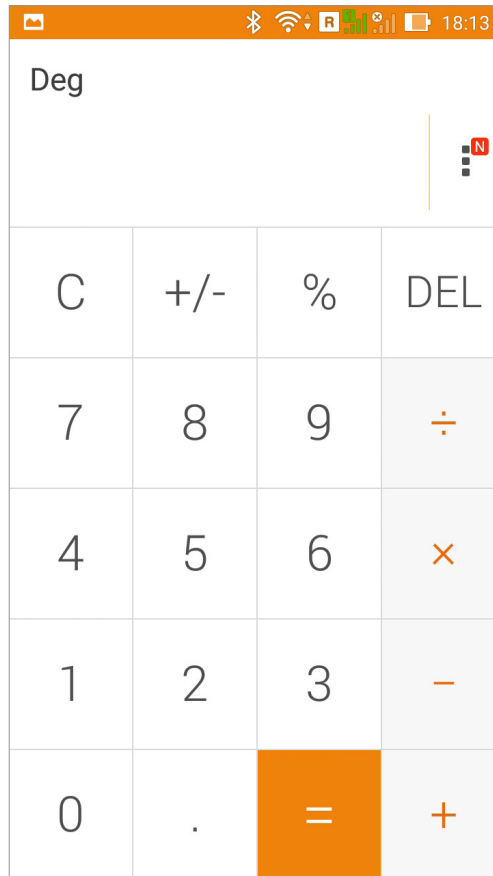 R 18:13
Deg
N
C +/- % DEL
7 8 9 ÷
4 5 6 ×
1 2 3 −
0 . = +